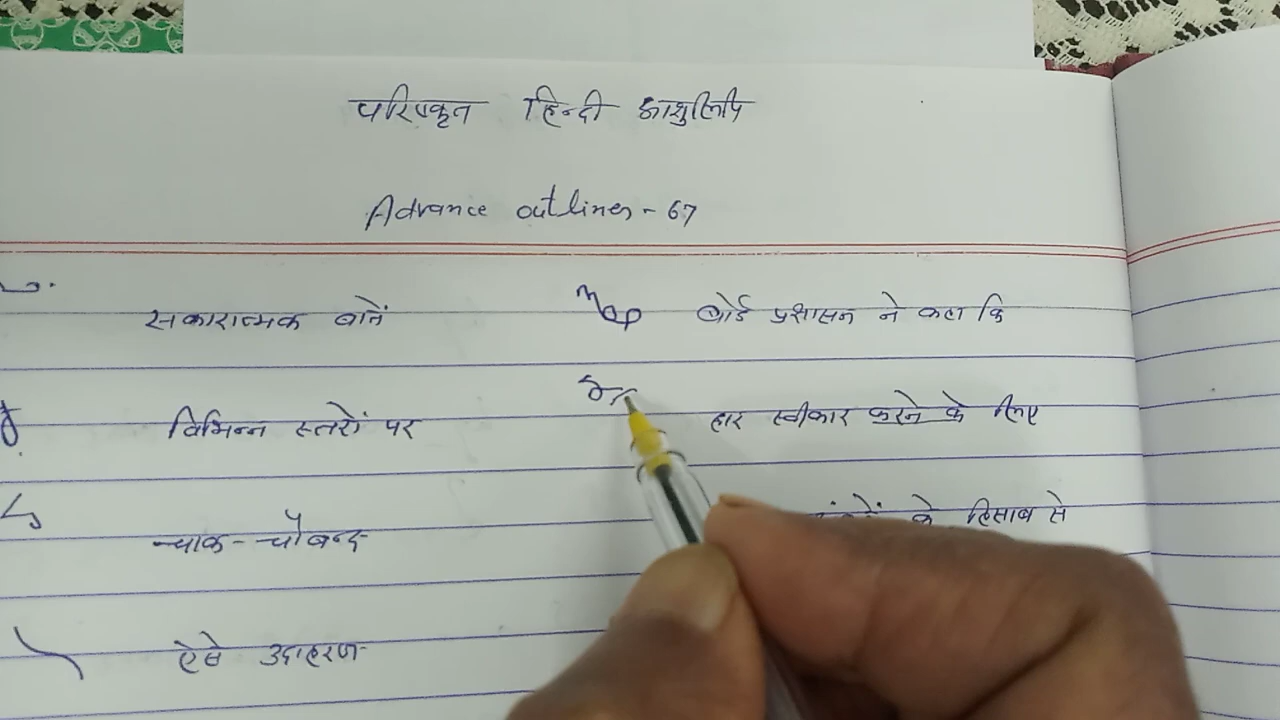 परिष्कृत हिन्दी आशुलिपि
Advance outlines - 67
सकारात्मक बातें
बोर्ड प्रशासन ने कहा कि
विभिन्न स्तरों पर
हार स्वीकार करने के लिए
चाक-चौबन्द
के हिसाब से
ऐसे उदाहरण